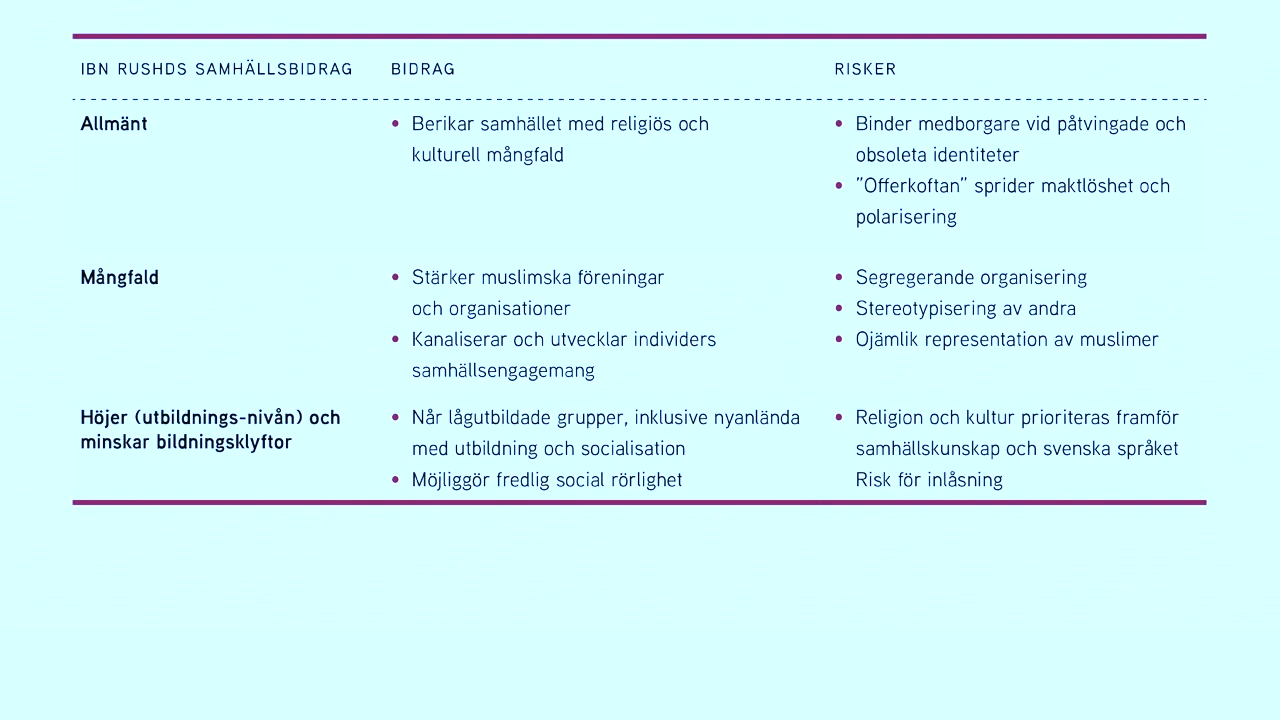 IBN RUSHDS SAMHÄLLSBIDRAG BIDRAG RISKER
Allmänt
• Berikar samhället med religiös och
kulturell mångfald
• Binder medborgare vid påtvingade och
obsoleta identiteter
• ”Offerkoftan” sprider maktlöshet och
polarisering
Mångfald
• Stärker muslimska föreningar
och organisationer
• Kanaliserar och utvecklar individers
samhällsengagemang
• Segregerande organisering
• Stereotypisering av andra
• Ojämlik representation av muslimer
Höjer (utbildnings-nivån) och
minskar bildningsklyftor
• Når lågutbildade grupper, inklusive nyanlända
med utbildning och socialisation
• Möjliggör fredlig social rörlighet
• Religion och kultur prioriteras framför
samhällskunskap och svenska språket
Risk för inlåsning